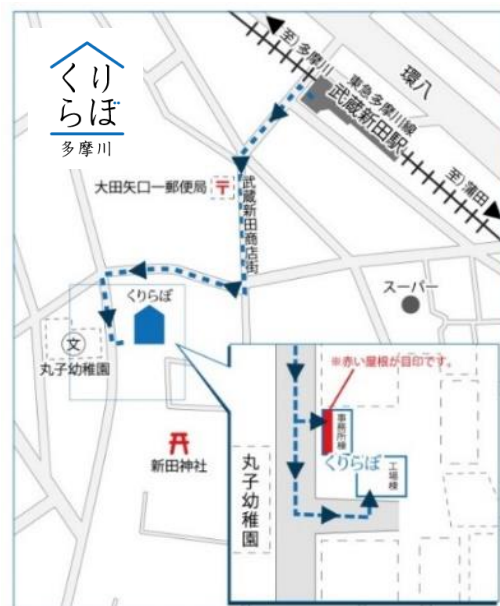 くり
らぼ
多摩川
至)多摩川
環八
東急多摩川線
武蔵新田駅
至)蒲田
大田矢口一郵便局
武蔵新田商店街
くりらぼ
スーパー
文
丸子幼稚園
新田神社
※赤い屋根が目印です。
事務所棟
くりらぼ
工場棟
丸子幼稚園